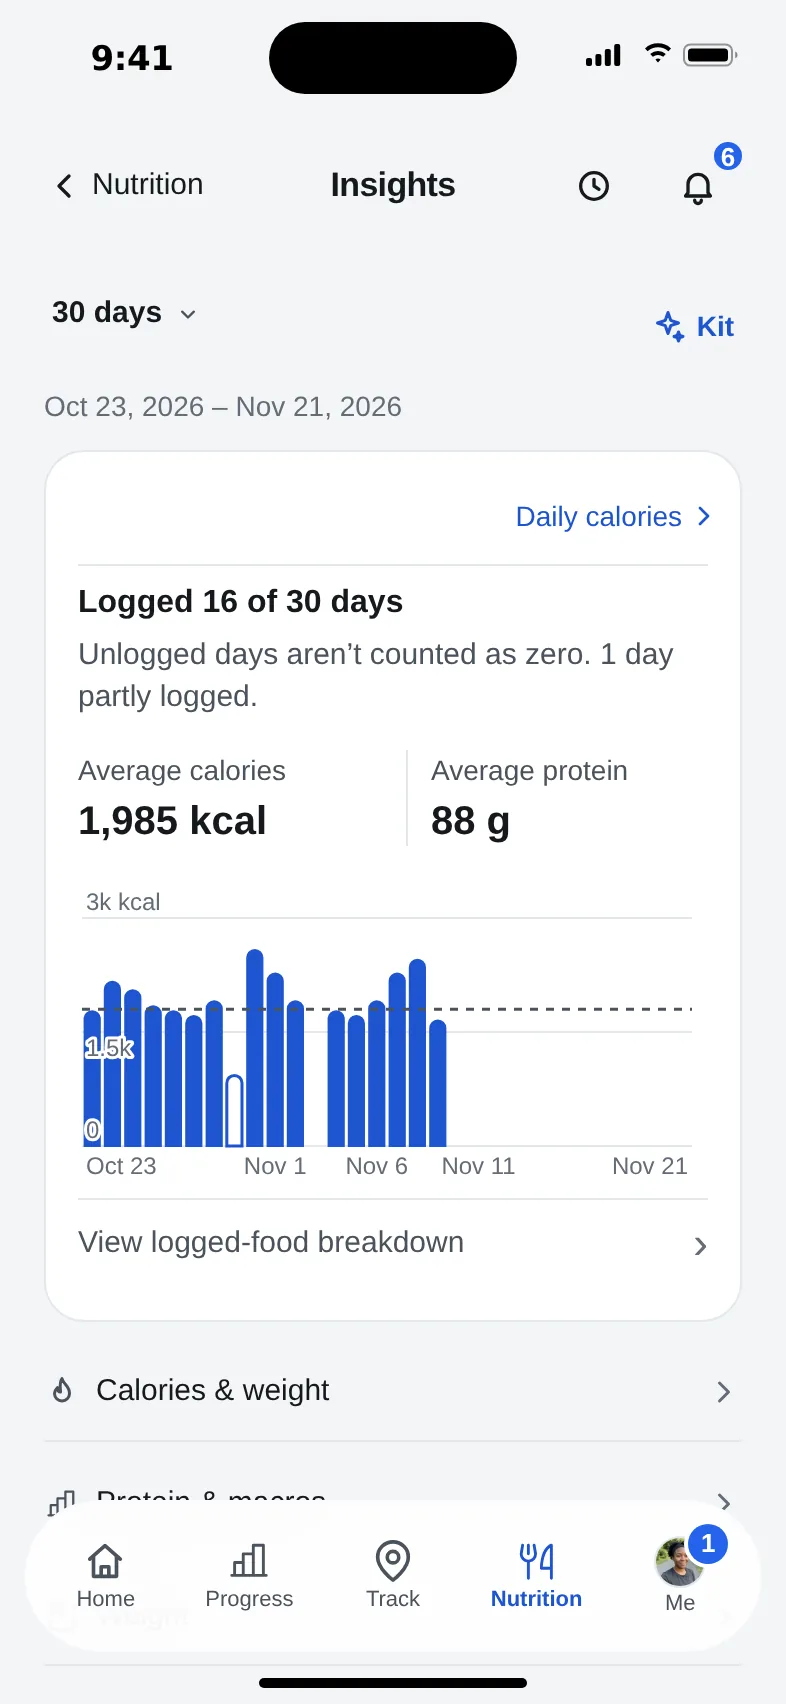 9:41
6
Nutrition
Insights
30 days
Kit
Oct 23, 2026 – Nov 21, 2026
Daily calories
Logged 16 of 30 days
Unlogged days aren’t counted as zero. 1 day
partly logged.
Average calories
Average protein
1,985 kcal
88 g
3k kcal
1.5k
0
Oct 23
Nov 1
Nov 6
Nov 11
Nov 21
View logged-food breakdown
Calories & weight
Protein & macros
Weight
1
Home
Progress
Track
Nutrition
Me